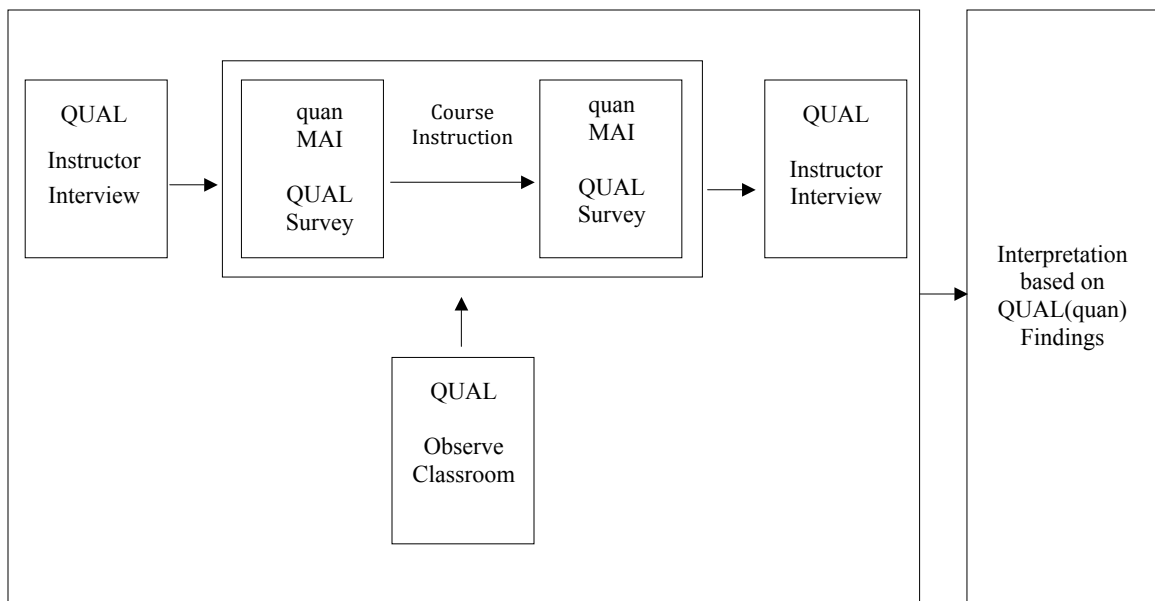 QUAL
Instructor
Interview
quan
MAI
QUAL
Survey
Course
Instruction
quan
MAI
QUAL
Survey
QUAL
Instructor
Interview
QUAL
Observe
Classroom
Interpretation
based on
QUAL(quan)
Findings